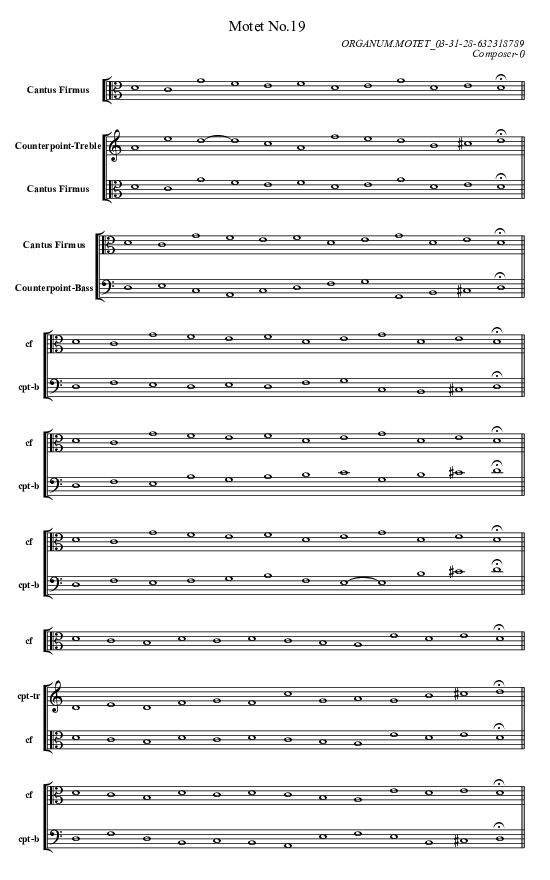 Motet No.19
ORGANUM.MOTET_03-31-28-632318789
Composer-0
Cantus Firmus
Counterpoint-Treble
Cantus Firmus
Cantus Firmus
Counterpoint-Bass
cf
cpt-b
cf
cpt-b
cf
cpt-b
cf
cpt-tr
cf
cf
cpt-b